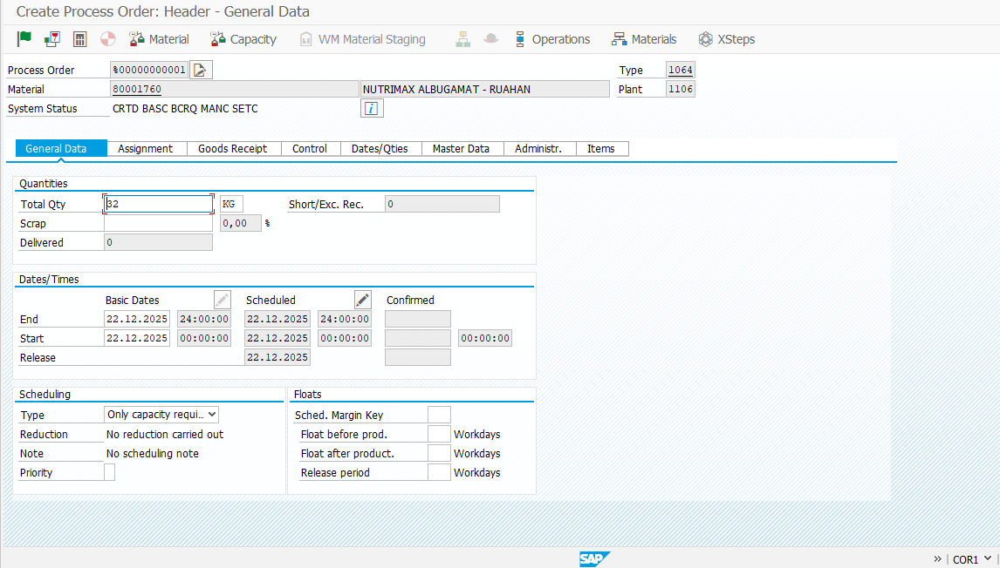 Create Process Order: Header - General Data
Material Capacity WM Material Staging Operations Materials XSteps
Process Order %00000000001 Type 1064
Material 80001760 NUTRIMAX ALBUGAMAT - RUAHAN Plant 1106
System Status CRTD BASC BCRQ MANC SETC i
General Data Assignment Goods Receipt Control Dates/Qties Master Data Administr. Items
Quantities
Total Qty 32 KG Short/Exc. Rec. 0
Scrap 0,00 %
Delivered 0
Dates/Times
Basic Dates Scheduled Confirmed
End 22.12.2025 24:00:00 22.12.2025 24:00:00
Start 22.12.2025 00:00:00 22.12.2025 00:00:00 00:00:00
Release 22.12.2025
Scheduling Floats
Type Only capacity requi... Sched. Margin Key
Reduction No reduction carried out Float before prod. Workdays
Note No scheduling note Float after product. Workdays
Priority Release period Workdays
SAP » COR1